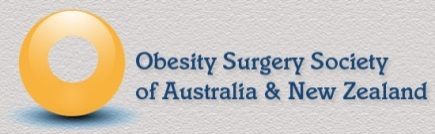 Obesity Surgery Society
of Australia & New Zealand